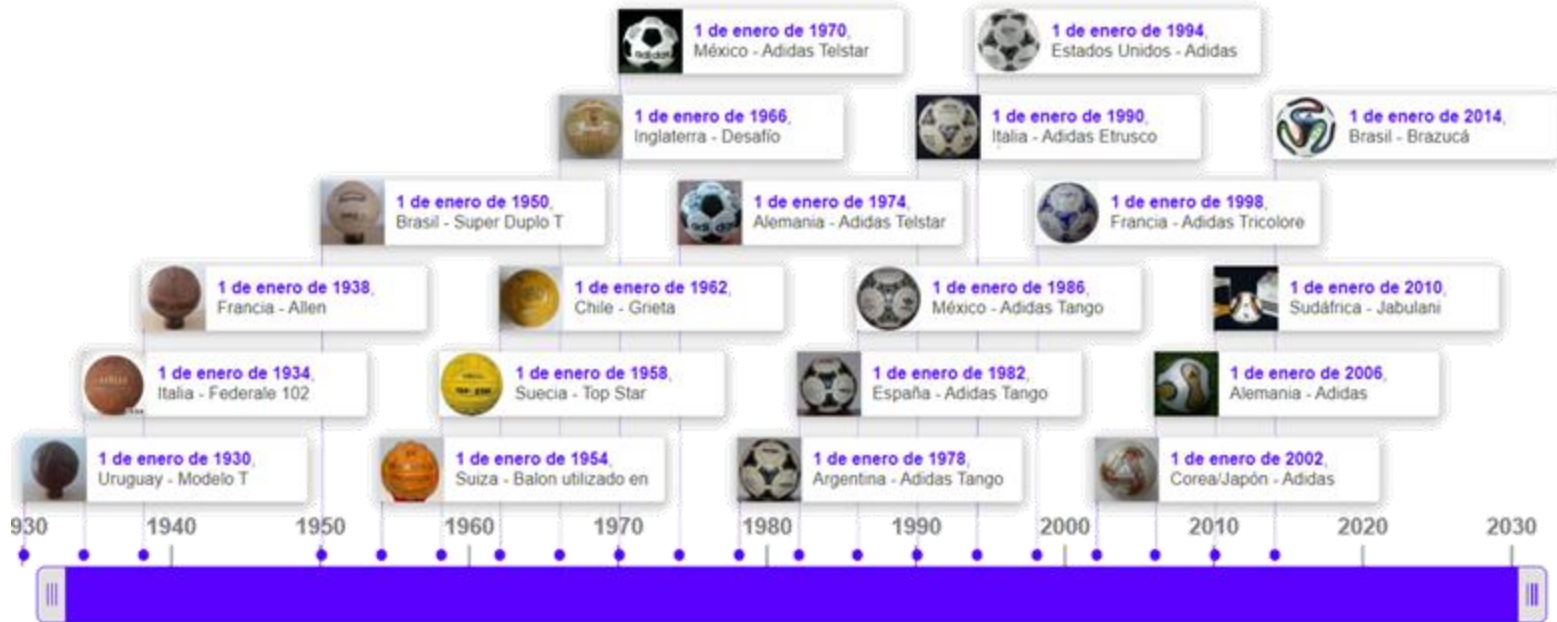 1 de enero de 1970,
México - Adidas Telstar
1 de enero de 1994,
Estados Unidos - Adidas
1 de enero de 1966,
Inglaterra - Desafío
1 de enero de 1990,
Italia - Adidas Etrusco
1 de enero de 2014,
Brasil - Brazucá
1 de enero de 1950,
Brasil - Super Duplo T
1 de enero de 1974,
Alemania - Adidas Telstar
1 de enero de 1998,
Francia - Adidas Tricolore
1 de enero de 1938,
Francia - Allen
1 de enero de 1962,
Chile - Grieta
1 de enero de 1986,
México - Adidas Tango
1 de enero de 2010,
Sudáfrica - Jabulani
1 de enero de 1934,
Italia - Federale 102
1 de enero de 1958,
Suecia - Top Star
1 de enero de 1982,
España - Adidas Tango
1 de enero de 2006,
Alemania - Adidas
1 de enero de 1930,
Uruguay - Modelo T
1 de enero de 1954,
Suiza - Balon utilizado en
1 de enero de 1978,
Argentina - Adidas Tango
1 de enero de 2002,
Corea/Japón - Adidas
930 1940 1950 1960 1970 1980 1990 2000 2010 2020 2030